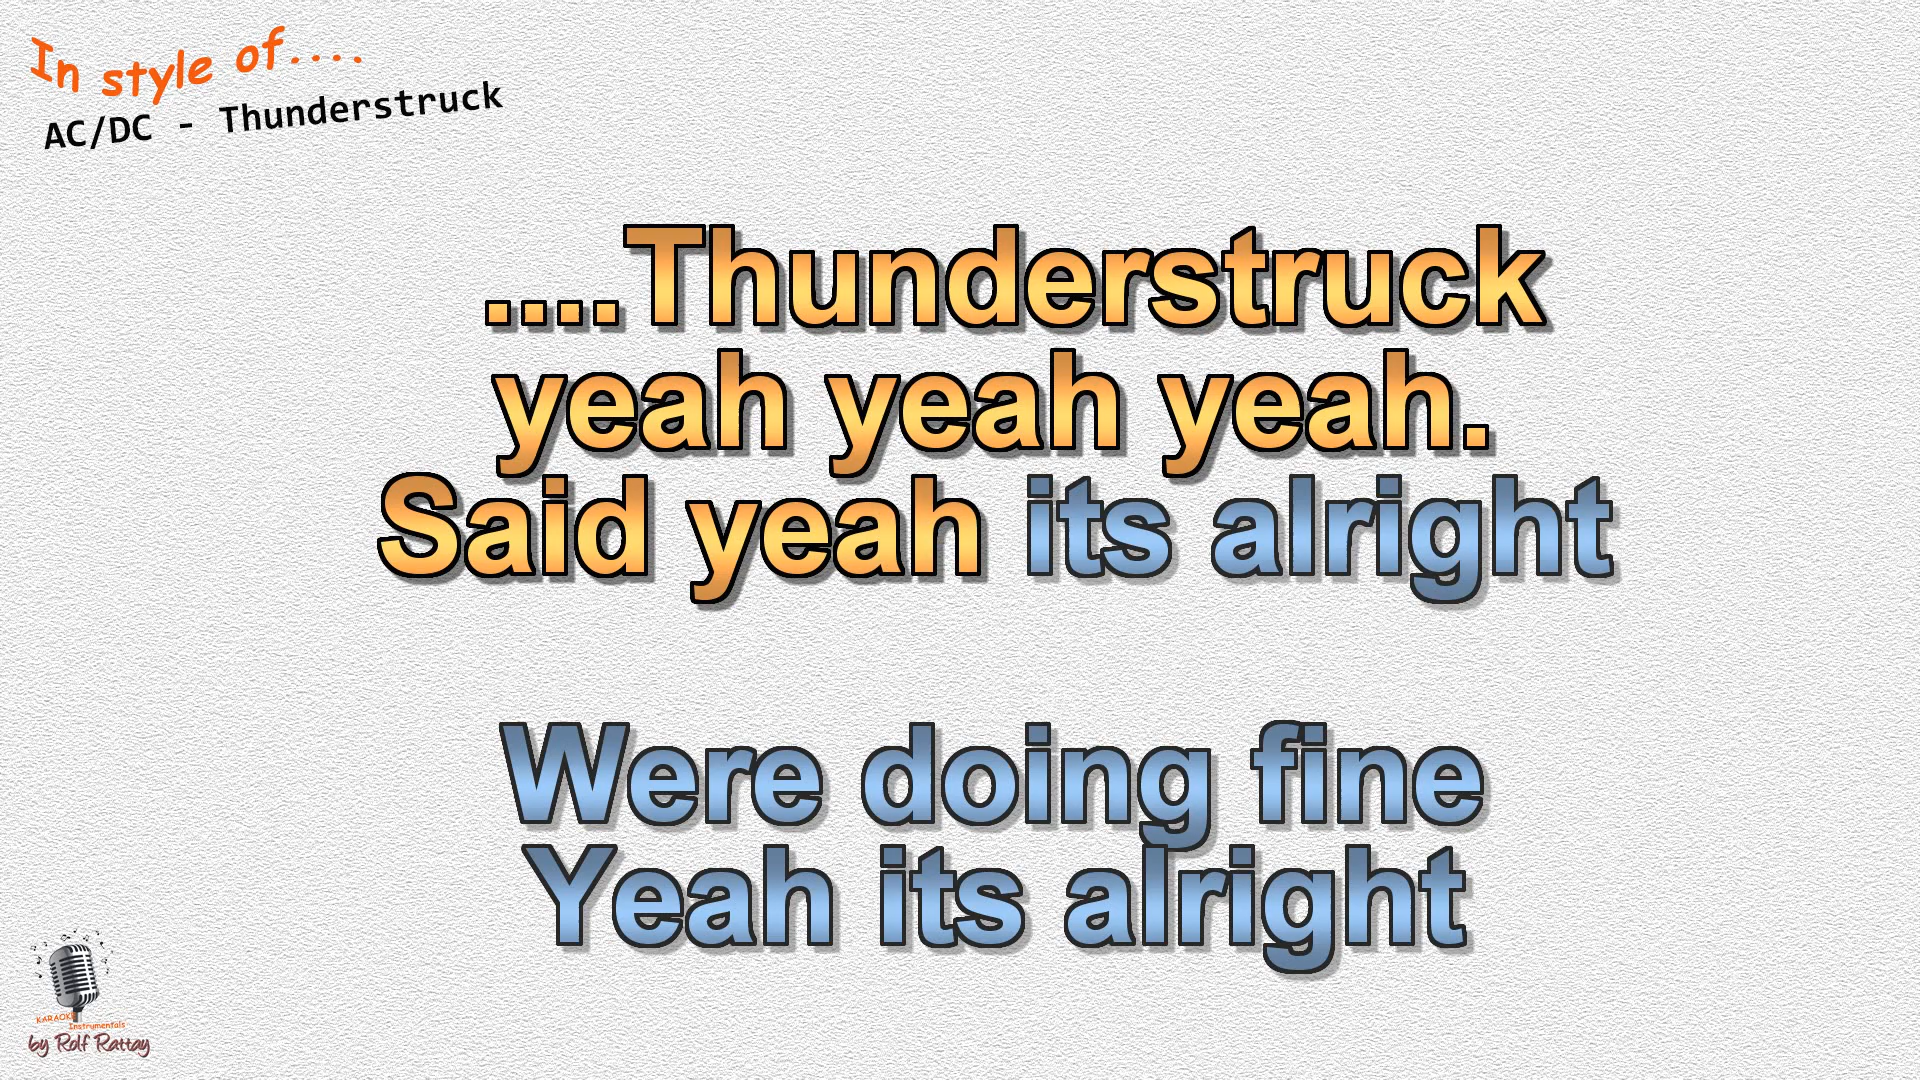 In style of....
AC/DC - Thunderstruck
....Thunderstruck
yeah yeah yeah.
Said yeah its alright
Were doing fine
Yeah its alright
KARAOKE
Instrumentals
by Rolf Rattay